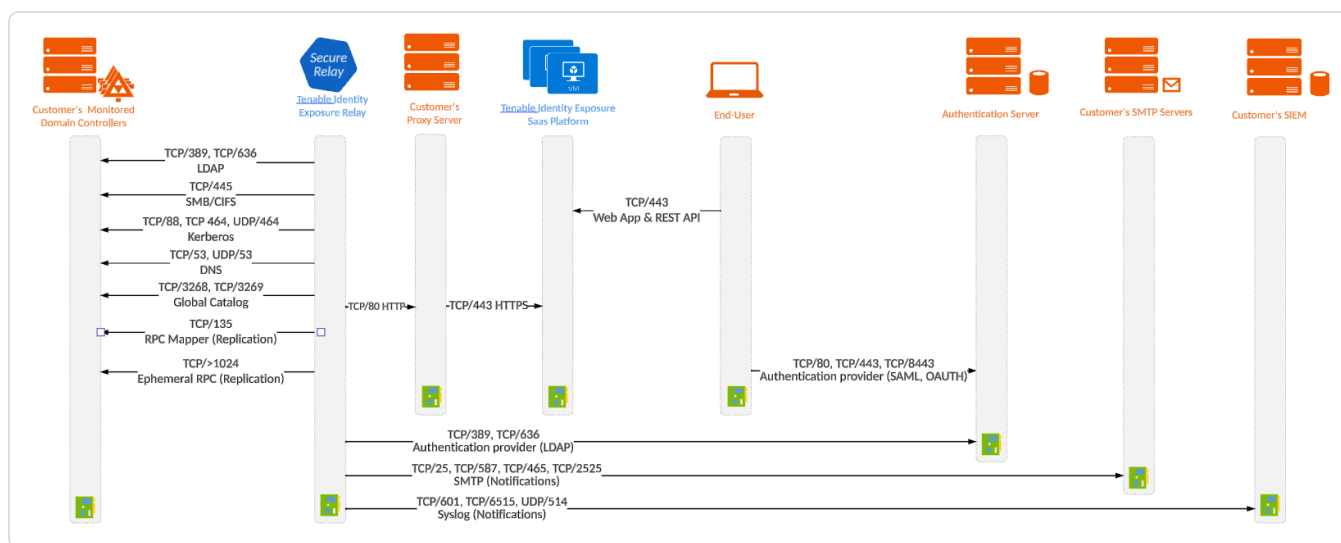 Secure
Relay
VM
Customer's Monitored
Domain Controllers
Tenable Identity
Exposure Relay
Customer's
Proxy Server
Tenable Identity Exposure
SaaS Platform
End-User
Authentication Server
Customer's SMTP Servers
Customer's SIEM
TCP/389, TCP/636
LDAP
TCP/445
SMB/CIFS
TCP/88, TCP 464, UDP/464
Kerberos
TCP/53, UDP/53
DNS
TCP/3268, TCP/3269
Global Catalog
TCP/135
RPC Mapper (Replication)
TCP/>1024
Ephemeral RPC (Replication)
TCP/80 HTTP
TCP/443 HTTPS
TCP/443
Web App & REST API
TCP/80, TCP/443, TCP/8443
Authentication provider (SAML, OAUTH)
TCP/389, TCP/636
Authentication provider (LDAP)
TCP/25, TCP/587, TCP/465, TCP/2525
SMTP (Notifications)
TCP/601, TCP/6515, UDP/514
Syslog (Notifications)